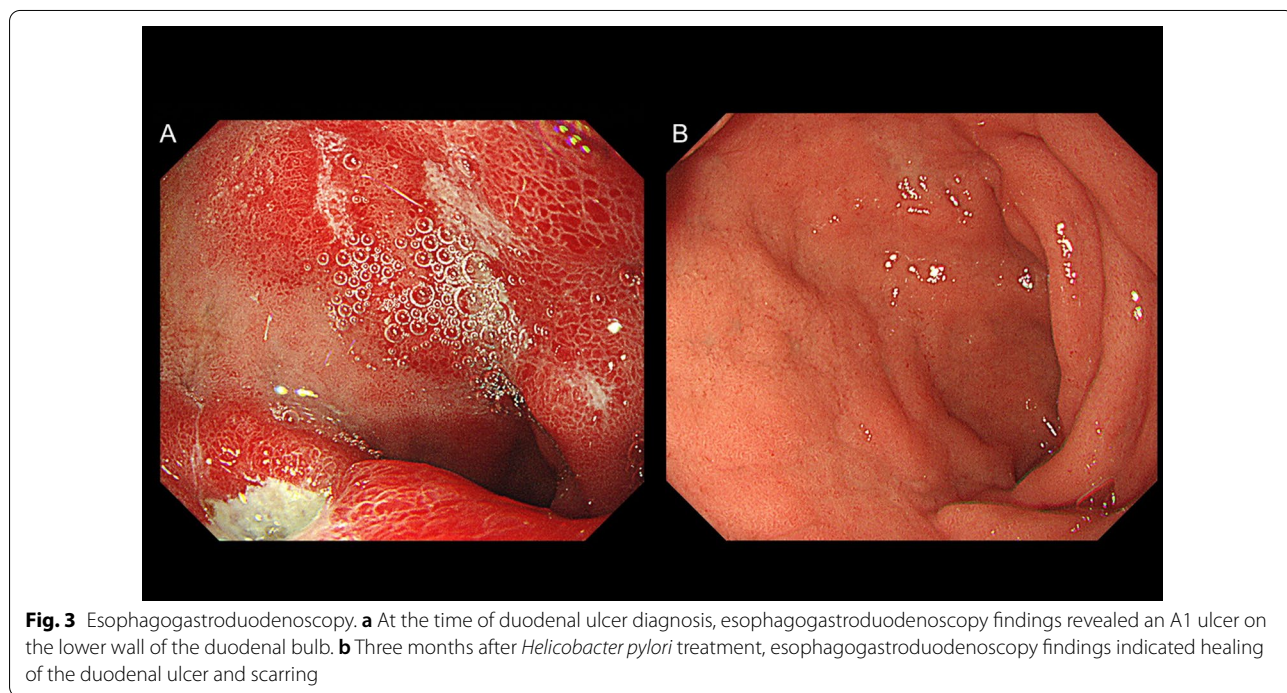 A
B
Fig. 3 Esophagogastroduodenoscopy. a At the time of duodenal ulcer diagnosis, esophagogastroduodenoscopy findings revealed an A1 ulcer on
the lower wall of the duodenal bulb. b Three months after Helicobacter pylori treatment, esophagogastroduodenoscopy findings indicated healing
of the duodenal ulcer and scarring